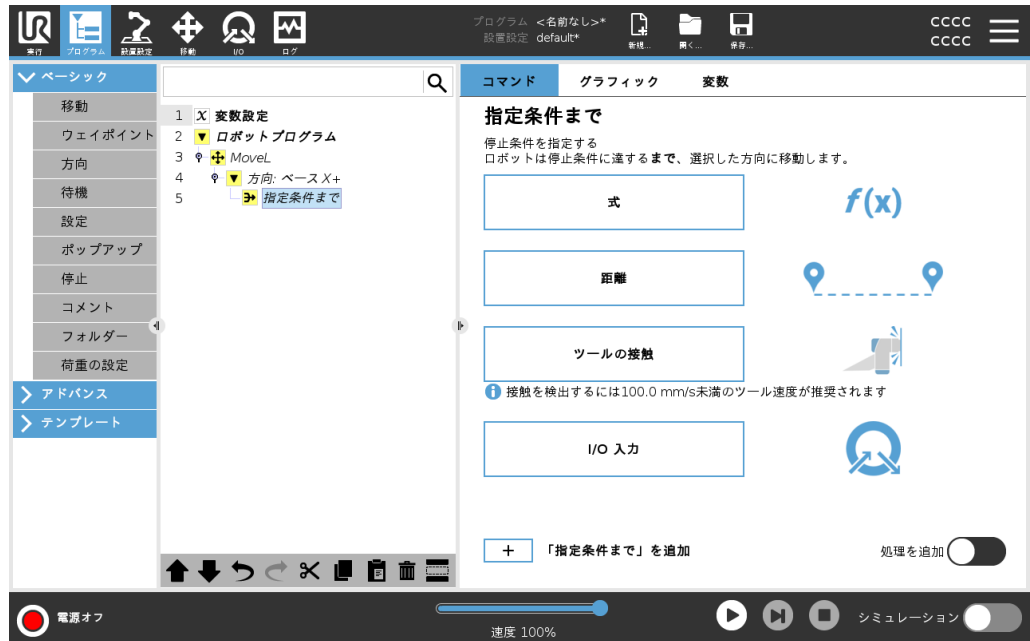 UR
実行
プログラム
設置設定
移動
I/O
ログ
プログラム <名前なし>*
設置設定 default*
新規...
開く...
保存...
cccc
cccc
ベーシック
移動
ウェイポイント
方向
待機
設定
ポップアップ
停止
コメント
フォルダー
荷重の設定
アドバンス
テンプレート
1 X 変数設定
2 ロボットプログラム
3 MoveL
4 方向: ベース X+
5 指定条件まで
コマンド グラフィック 変数
指定条件まで
停止条件を指定する
ロボットは停止条件に達するまで、選択した方向に移動します。
式
f(x)
距離
ツールの接触
接触を検出するには100.0 mm/s未満のツール速度が推奨されます
I/O 入力
+ 「指定条件まで」を追加
処理を追加
電源オフ
速度 100%
シミュレーション